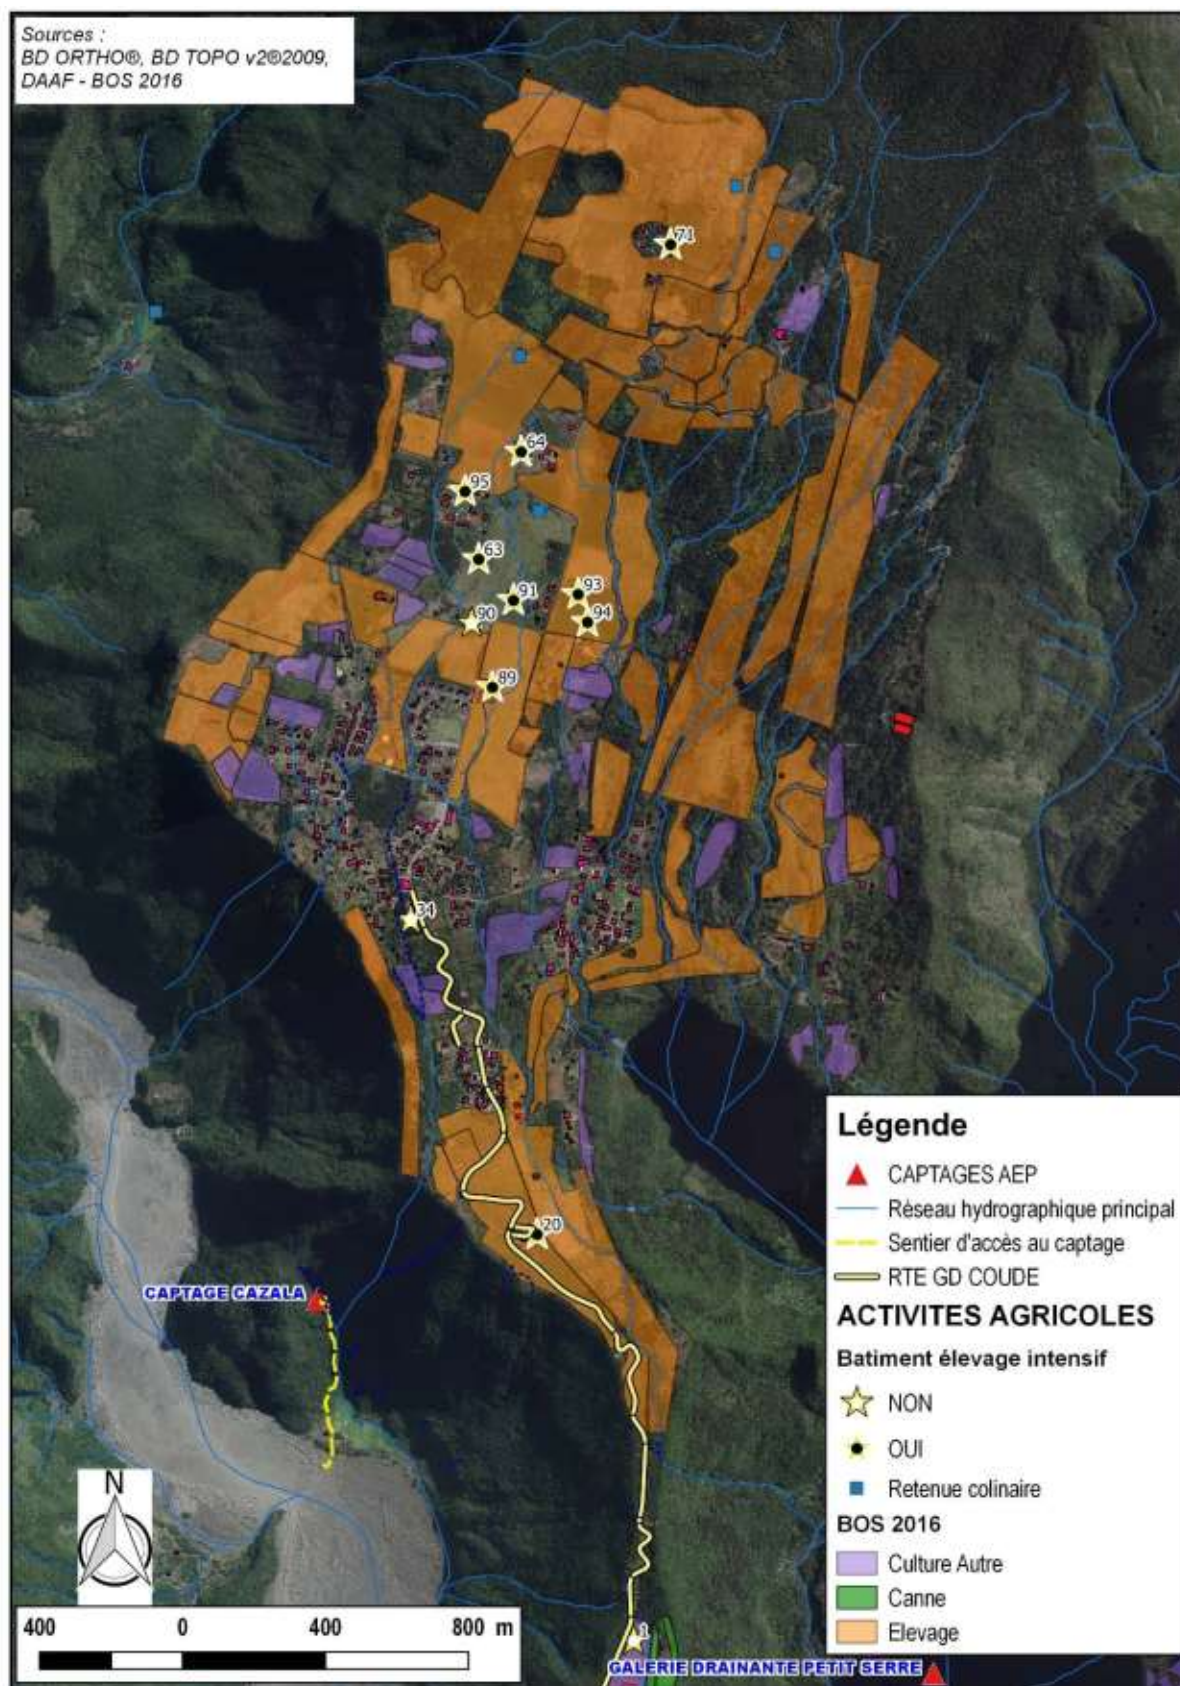 Sources :
BD ORTHO®, BD TOPO v2®2009,
DAAF - BOS 2016
71
64
95
63
91
93
90
94
89
34
20
CAPTAGE CAZALA
1
GALERIE DRAINANTE PETIT SERRE
N
400 0 400 800 m
Légende
CAPTAGES AEP
Réseau hydrographique principal
Sentier d'accès au captage
RTE GD COUDE
ACTIVITES AGRICOLES
Batiment élevage intensif
NON
OUI
Retenue colinaire
BOS 2016
Culture Autre
Canne
Elevage